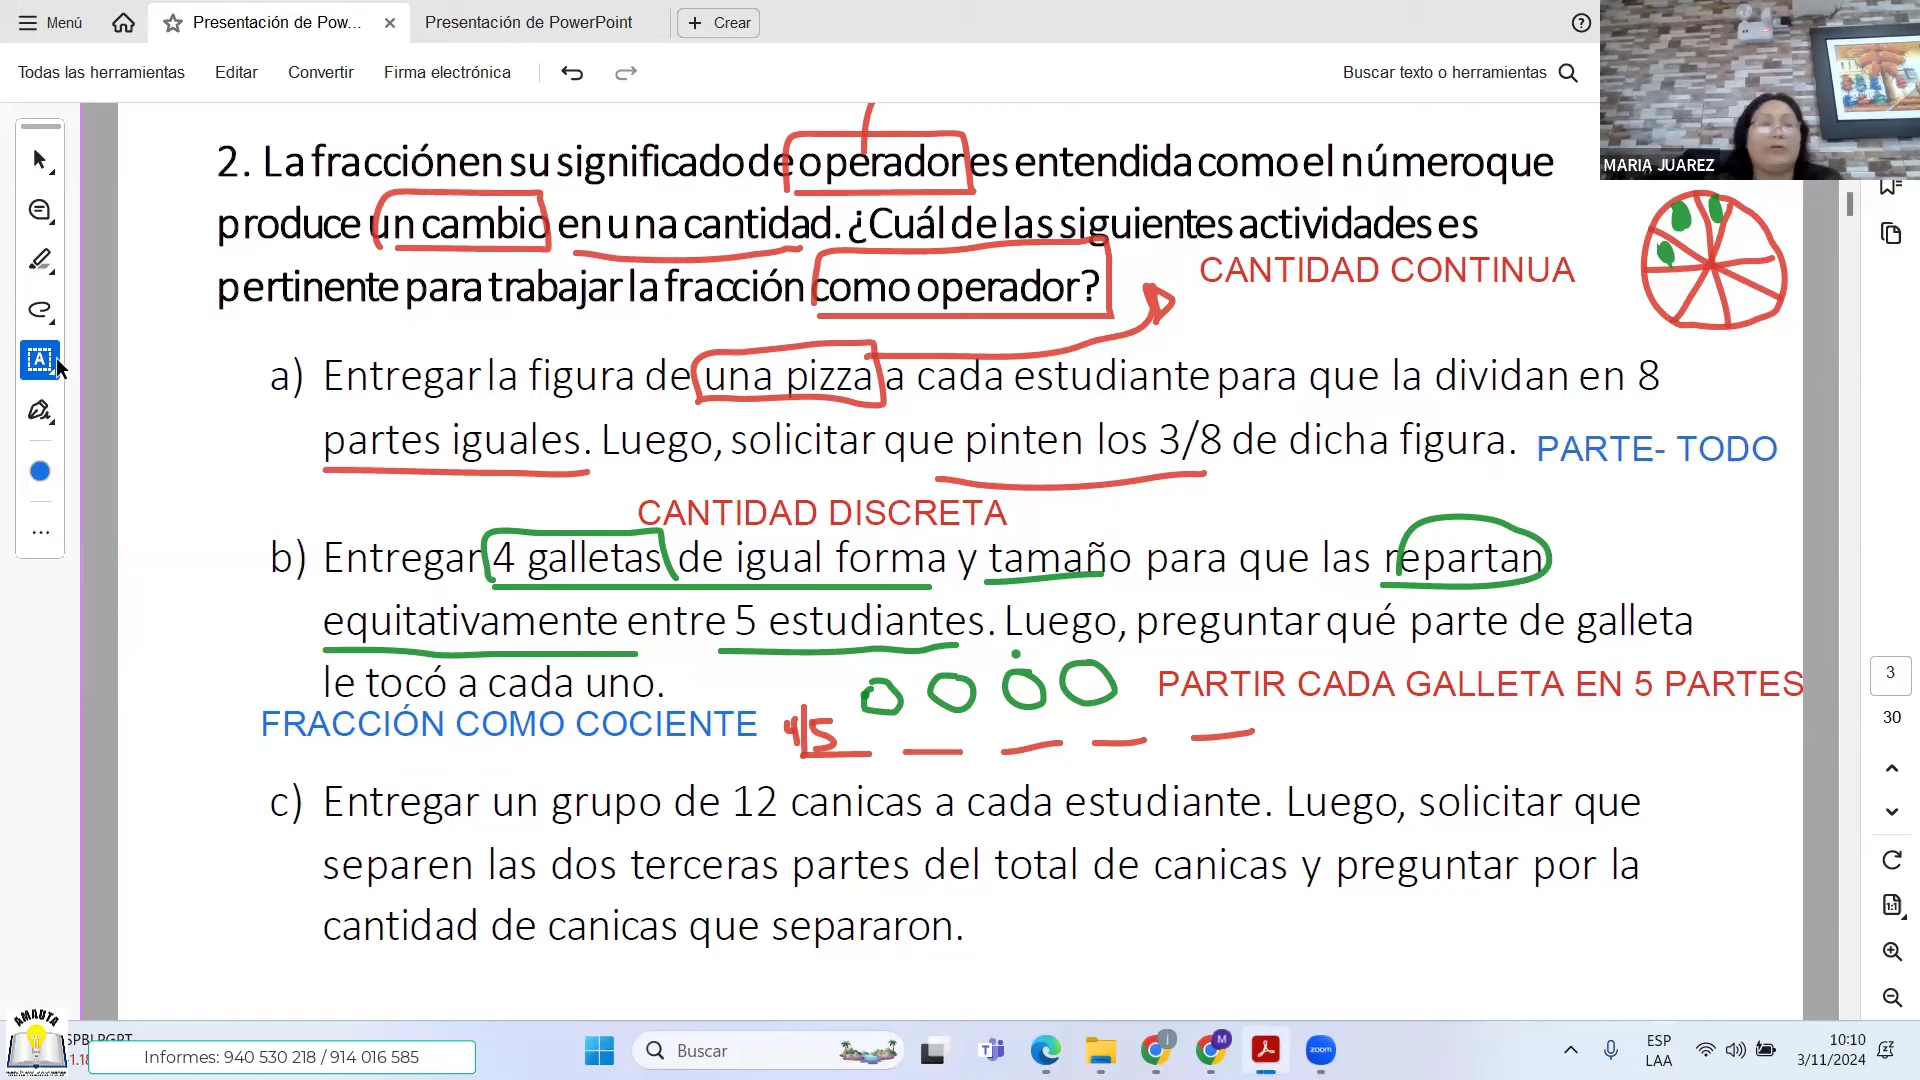 Menú
Presentación de Pow...
Presentación de PowerPoint
Crear
Todas las herramientas
Editar
Convertir
Firma electrónica
Buscar texto o herramientas
MARIA JUAREZ
2. La fracción en su significado de operador es entendida como el número que
produce un cambio en una cantidad. ¿Cuál de las siguientes actividades es
pertinente para trabajar la fracción como operador?
CANTIDAD CONTINUA
a) Entregar la figura de una pizza a cada estudiante para que la dividan en 8
partes iguales. Luego, solicitar que pinten los 3/8 de dicha figura.
PARTE- TODO
CANTIDAD DISCRETA
b) Entregar 4 galletas de igual forma y tamaño para que las repartan
equitativamente entre 5 estudiantes. Luego, preguntar qué parte de galleta
le tocó a cada uno.
PARTIR CADA GALLETA EN 5 PARTES
FRACCIÓN COMO COCIENTE
4 5
c) Entregar un grupo de 12 canicas a cada estudiante. Luego, solicitar que
separen las dos terceras partes del total de canicas y preguntar por la
cantidad de canicas que separaron.
3
30
AMAUTA
Informes: 940 530 218 / 914 016 585
Buscar
zoom
ESP
LAA
10:10
3/11/2024